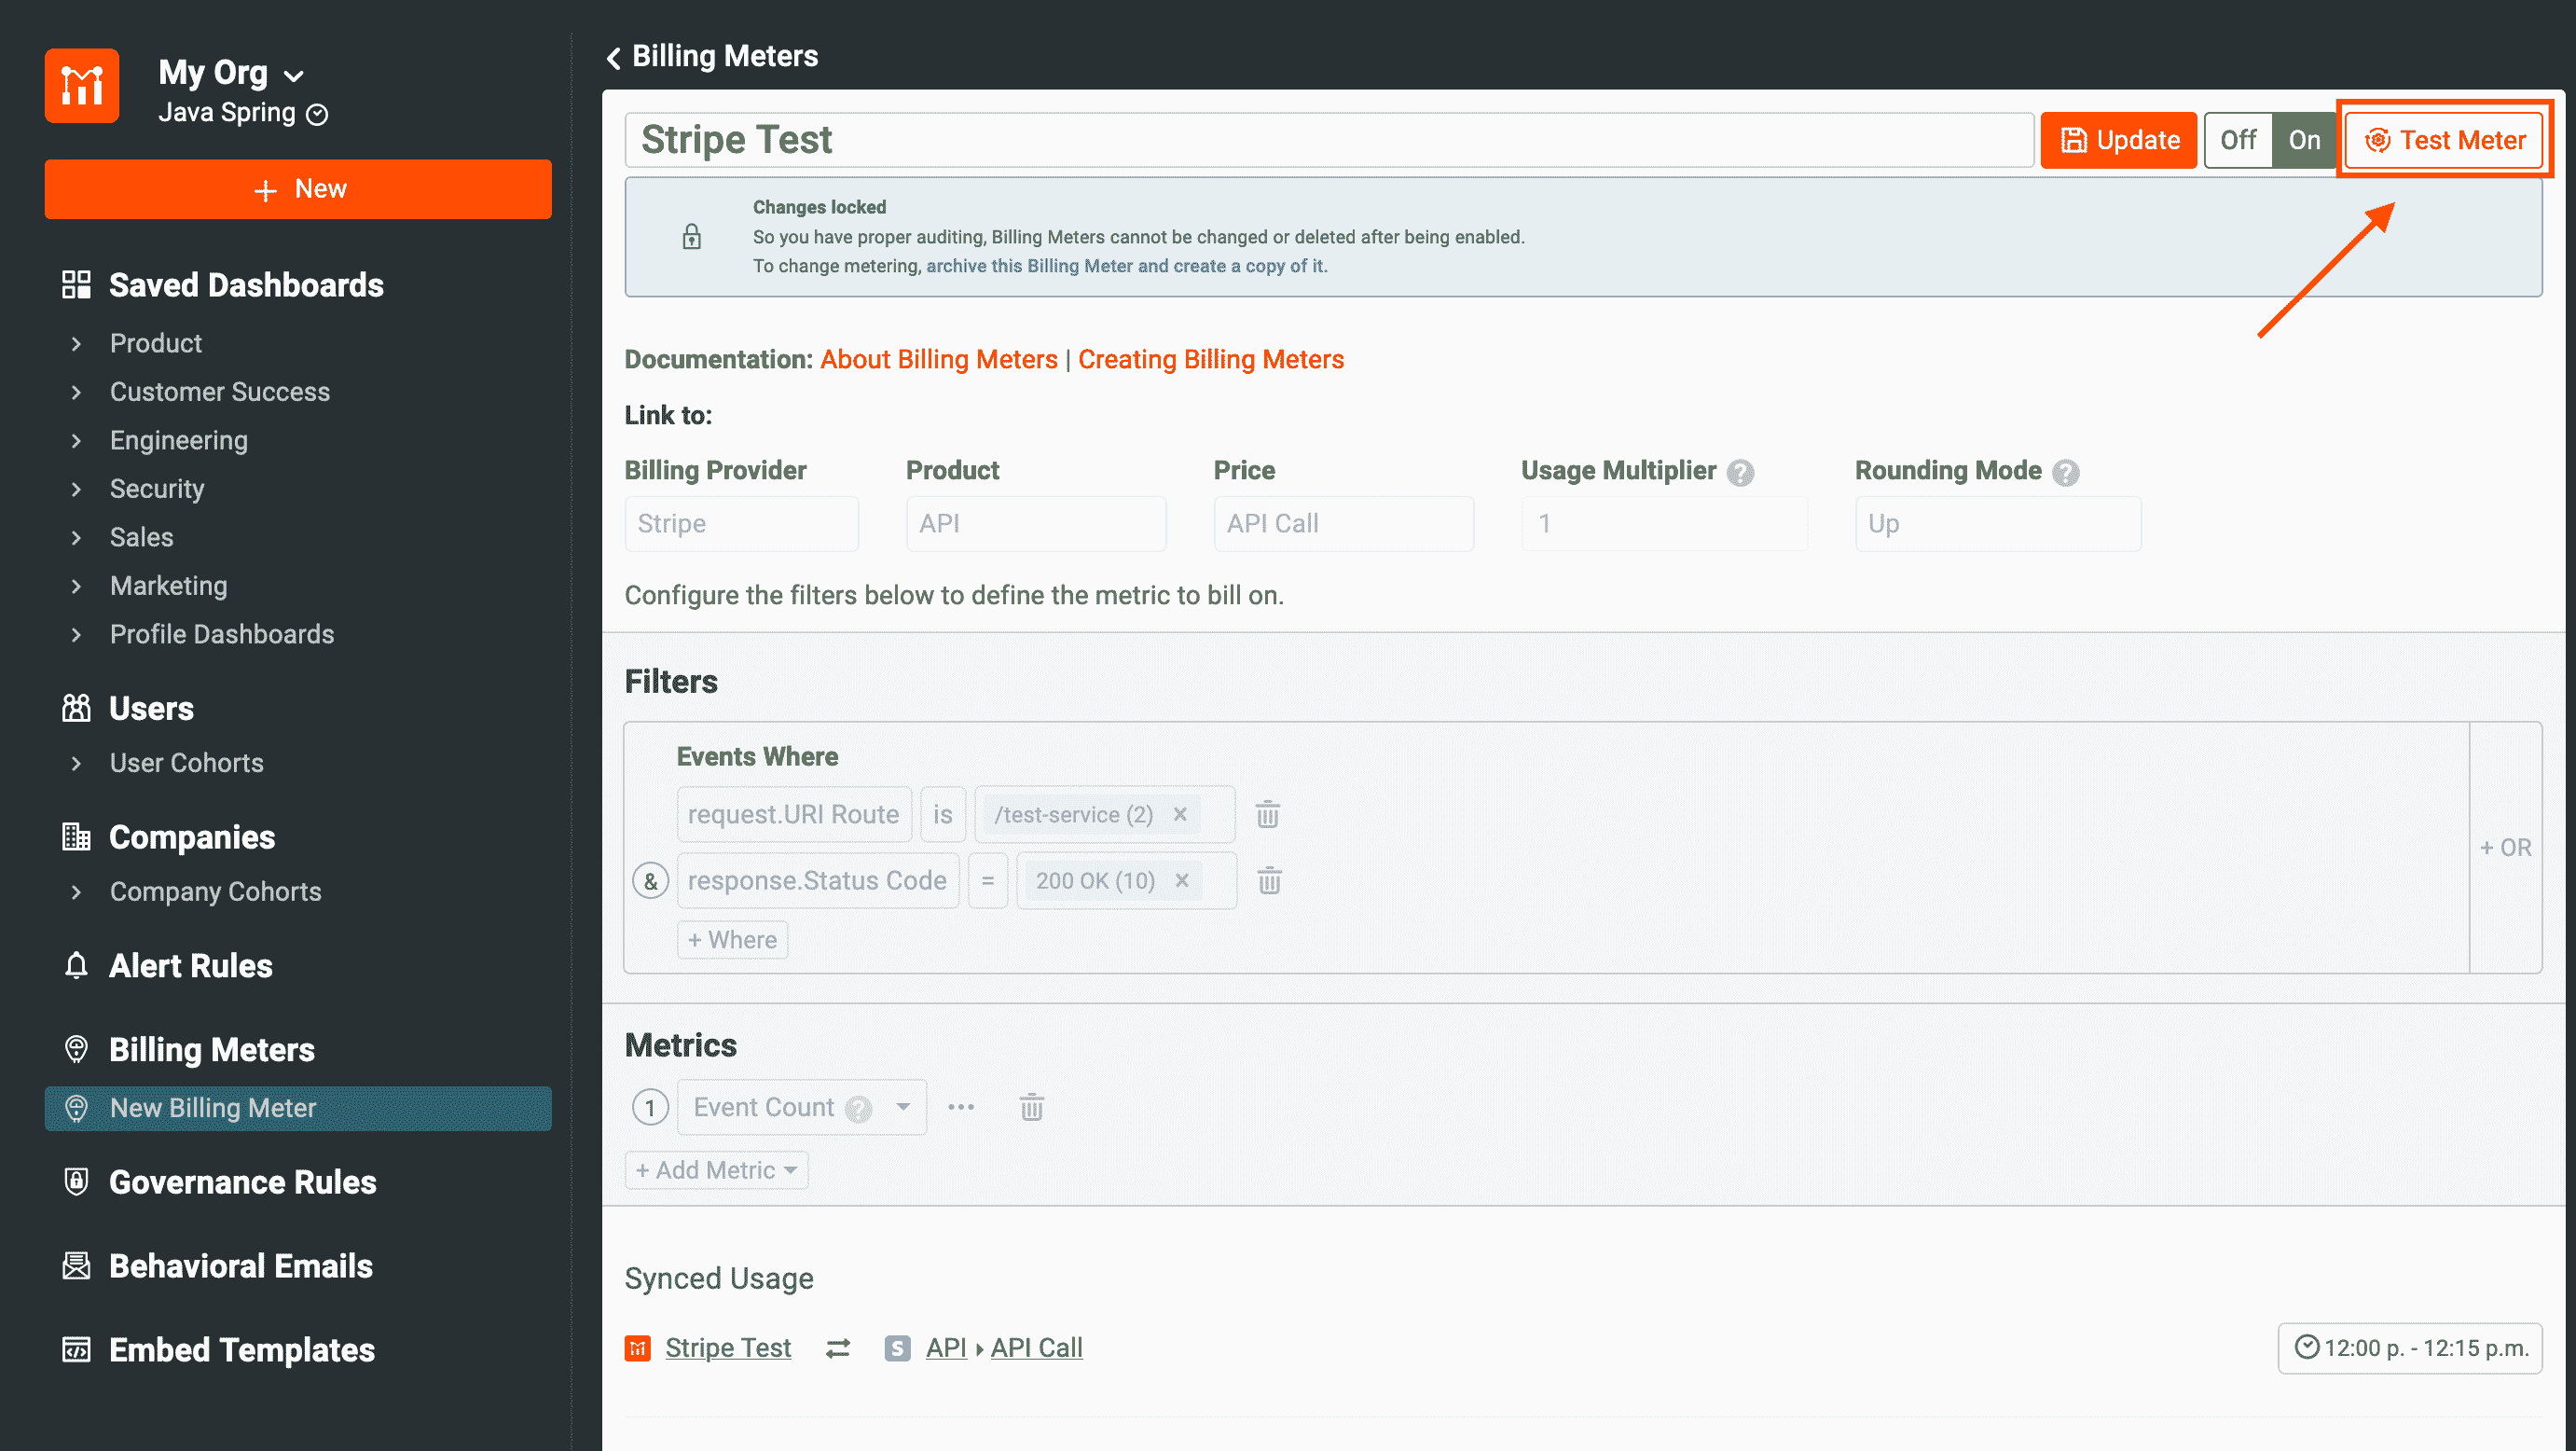 My Org
Java Spring
+ New
Saved Dashboards
Product
Customer Success
Engineering
Security
Sales
Marketing
Profile Dashboards
Users
User Cohorts
Companies
Company Cohorts
Alert Rules
Billing Meters
New Billing Meter
Governance Rules
Behavioral Emails
Embed Templates
Billing Meters
Stripe Test
Update
Off On
Test Meter
Changes locked
So you have proper auditing, Billing Meters cannot be changed or deleted after being enabled.
To change metering, archive this Billing Meter and create a copy of it.
Documentation: About Billing Meters | Creating Billing Meters
Link to:
Billing Provider Product Price Usage Multiplier ? Rounding Mode ?
Stripe API API Call 1 Up
Configure the filters below to define the metric to bill on.
Filters
Events Where
request.URI Route is /test-service (2) ×
& response.Status Code = 200 OK (10) ×
+ Where
+ OR
Metrics
1 Event Count ? •••
+ Add Metric
Synced Usage
Stripe Test S API API Call 12:00 p. - 12:15 p.m.